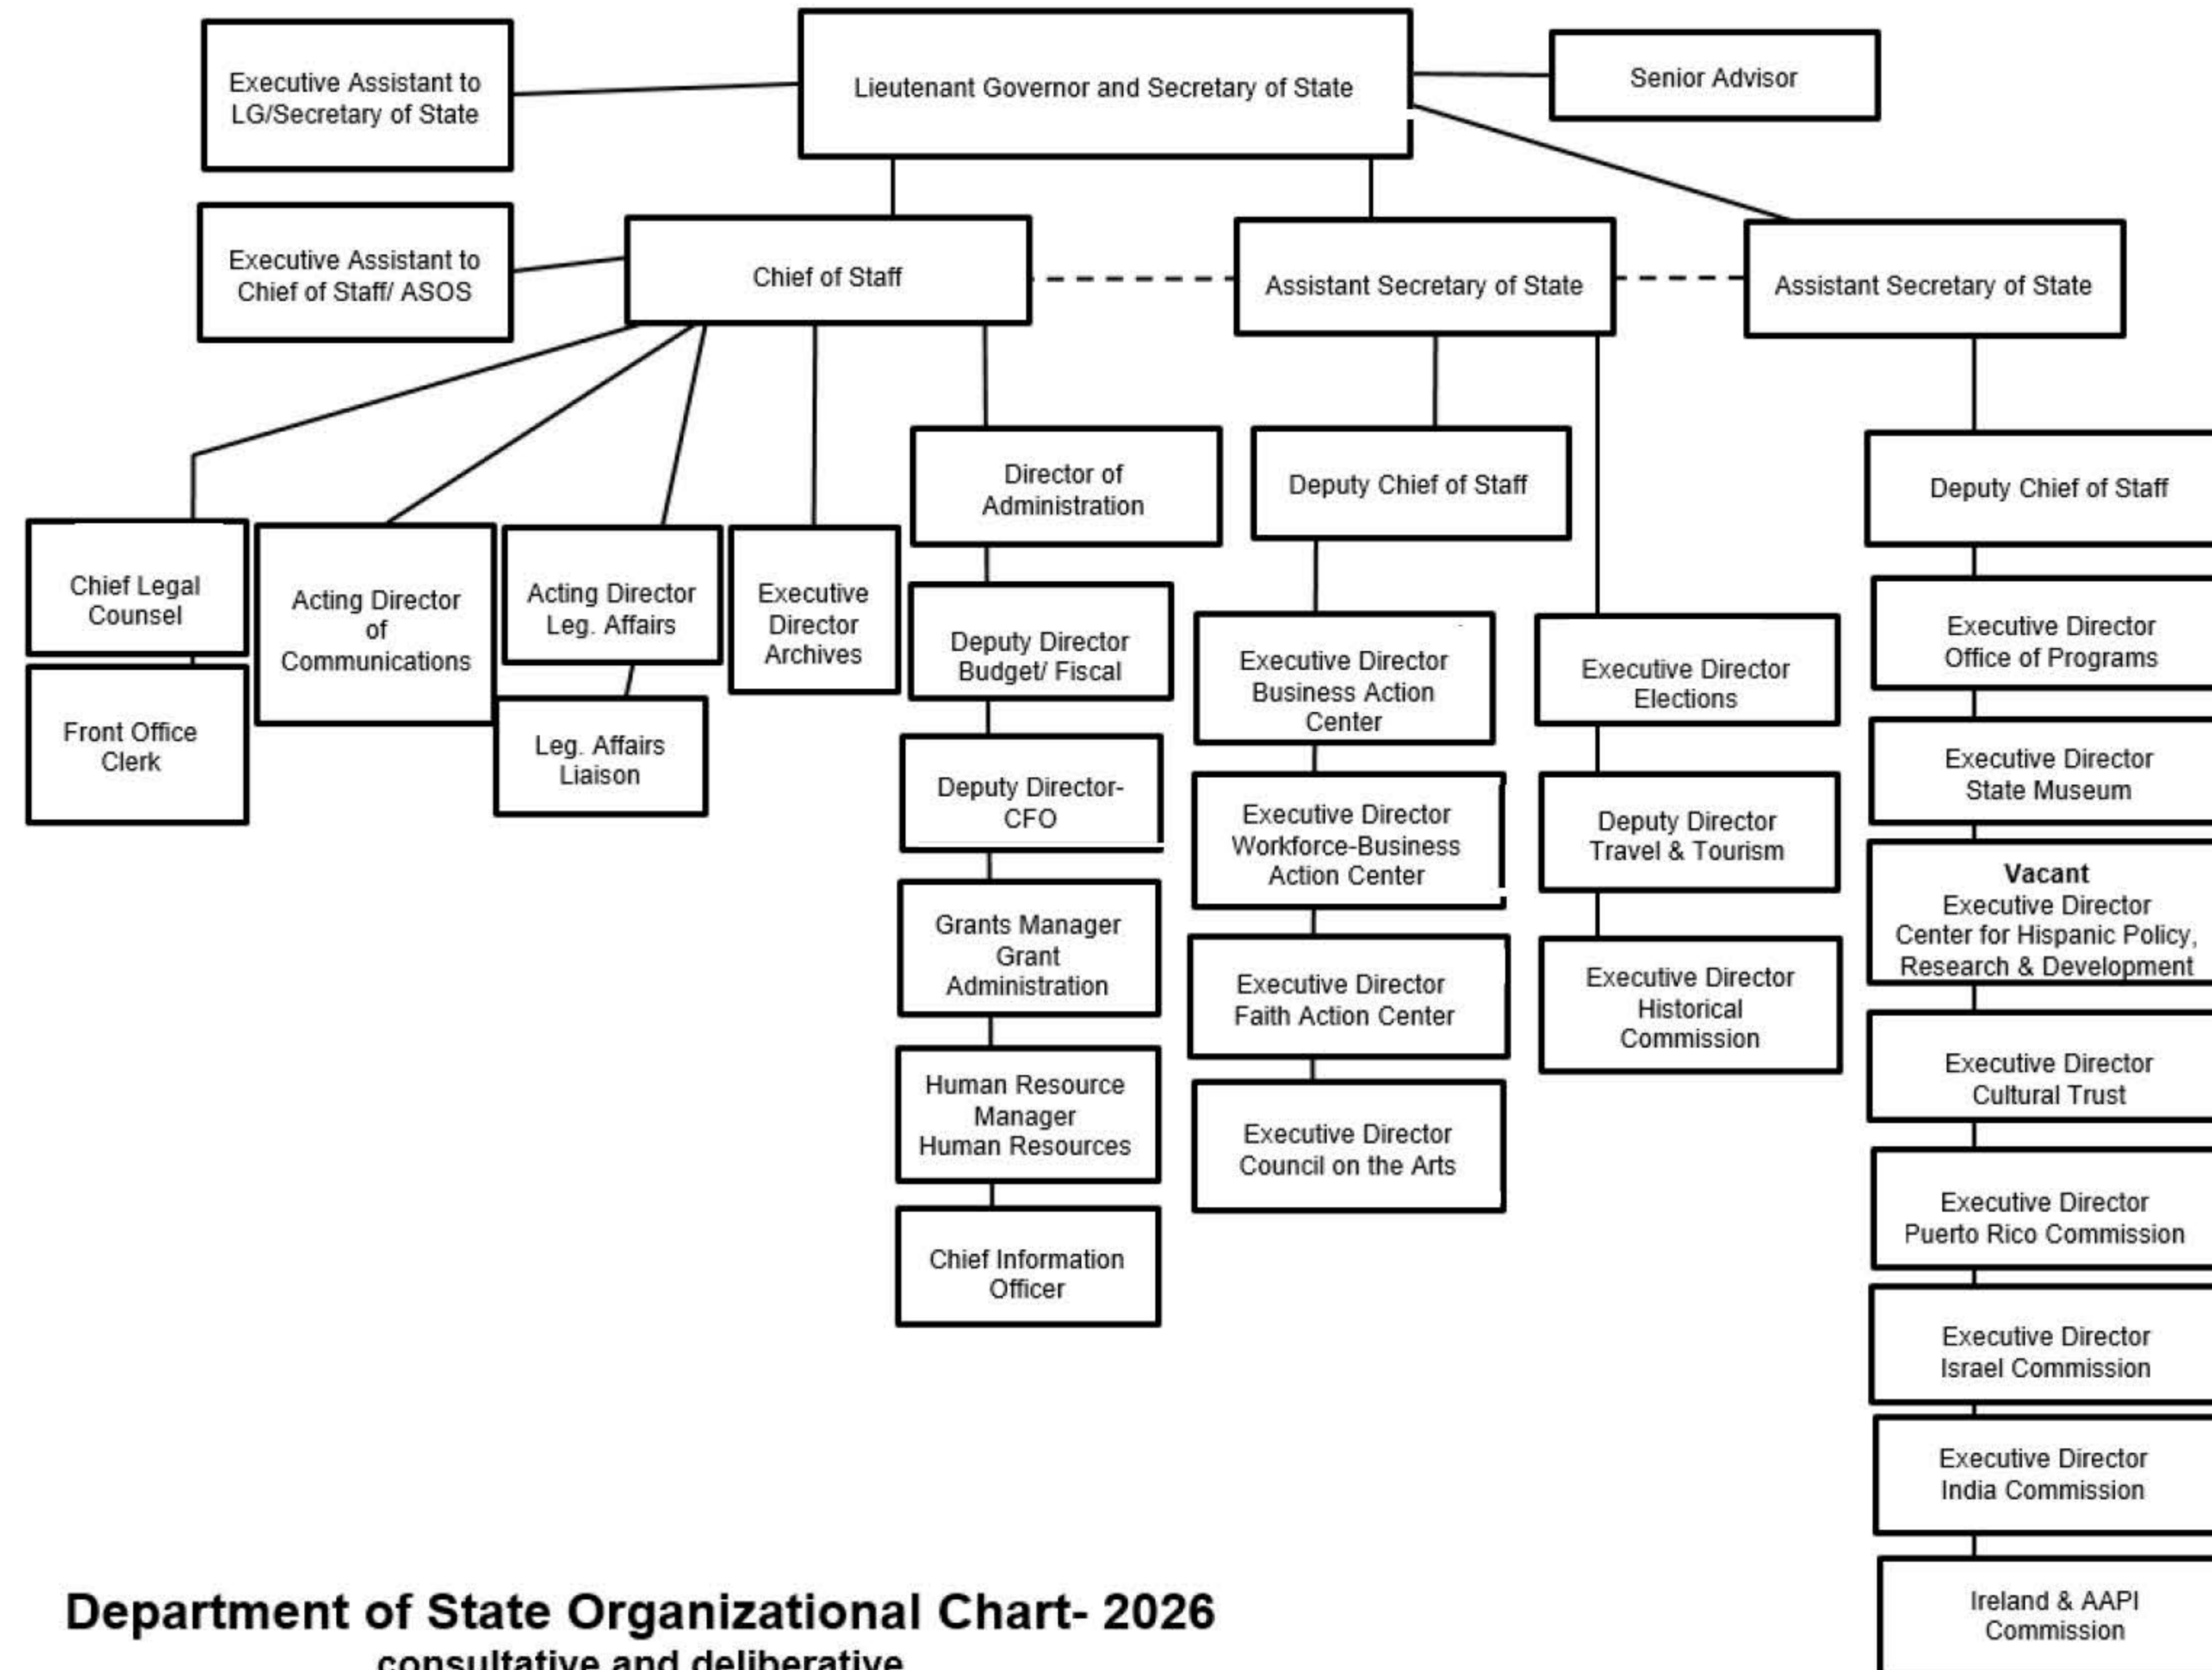 Executive Assistant to
LG/Secretary of State
Lieutenant Governor and Secretary of State
Senior Advisor
Executive Assistant to
Chief of Staff/ ASOS
Chief of Staff
Assistant Secretary of State
Assistant Secretary of State
Chief Legal
Counsel
Front Office
Clerk
Acting Director
of
Communications
Acting Director
Leg. Affairs
Leg. Affairs
Liaison
Executive
Director
Archives
Director of
Administration
Deputy Director
Budget/ Fiscal
Deputy Director-
CFO
Grants Manager
Grant
Administration
Human Resource
Manager
Human Resources
Chief Information
Officer
Deputy Chief of Staff
Executive Director
Business Action
Center
Executive Director
Workforce-Business
Action Center
Executive Director
Faith Action Center
Executive Director
Council on the Arts
Executive Director
Elections
Deputy Director
Travel & Tourism
Executive Director
Historical
Commission
Deputy Chief of Staff
Executive Director
Office of Programs
Executive Director
State Museum
Vacant
Executive Director
Center for Hispanic Policy,
Research & Development
Executive Director
Cultural Trust
Executive Director
Puerto Rico Commission
Executive Director
Israel Commission
Executive Director
India Commission
Ireland & AAPI
Commission
Department of State Organizational Chart- 2026
consultative and deliberative